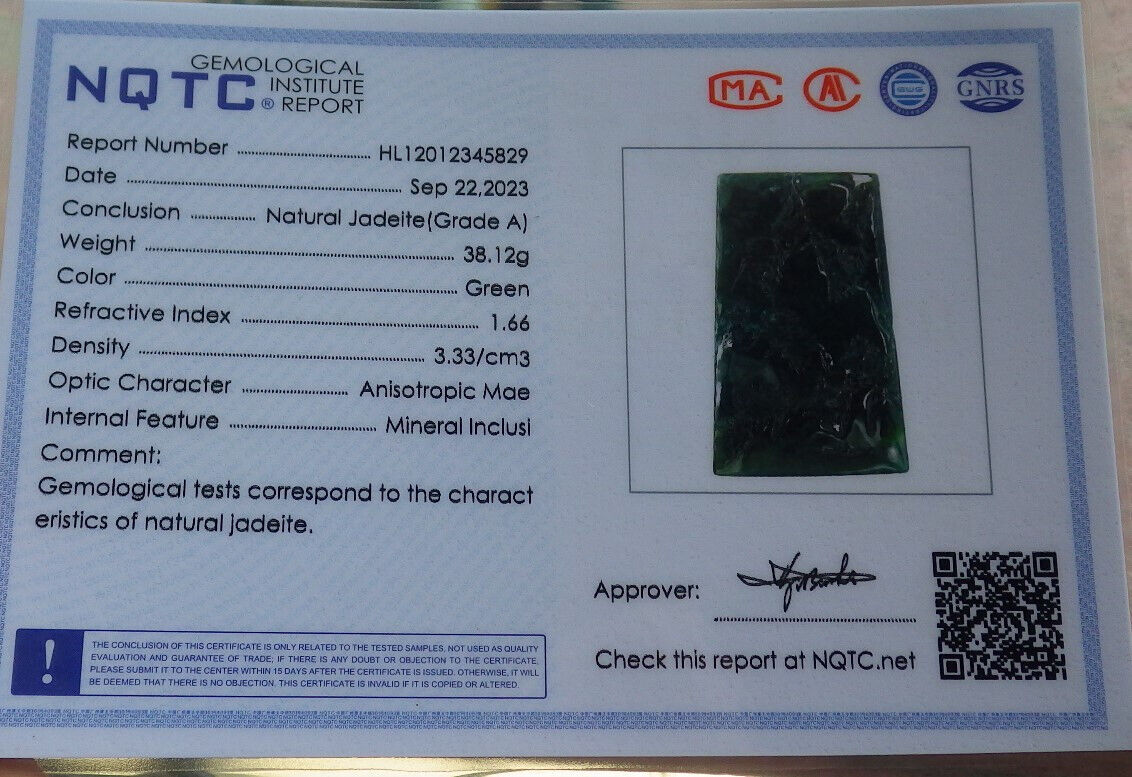 NQTC® GEMOLOGICAL INSTITUTE REPORT
MA
GNRS
Report Number HL12012345829
Date Sep 22,2023
Conclusion Natural Jadeite(Grade A)
Weight 38.12g
Color Green
Refractive Index 1.66
Density 3.33/cm3
Optic Character Anisotropic Mae
Internal Feature Mineral Inclusi
Comment:
Gemological tests correspond to the charact
eristics of natural jadeite.
Approver:
Check this report at NQTC.net
!
THE CONCLUSION OF THIS CERTIFICATE IS ONLY RELATED TO THE TESTED SAMPLES, NOT USED AS QUALITY
EVALUATION AND GUARANTEE OF TRADE; IF THERE IS ANY DOUBT OR OBJECTION TO THE CERTIFICATE,
PLEASE SUBMIT IT TO THE CENTER WITHIN 15 DAYS AFTER THE CERTIFICATE IS ISSUED. OTHERWISE, IT WILL
BE DEEMED THAT THERE IS NO OBJECTION. THIS CERTIFICATE IS INVALID IF IT IS COPIED OR ALTERED.